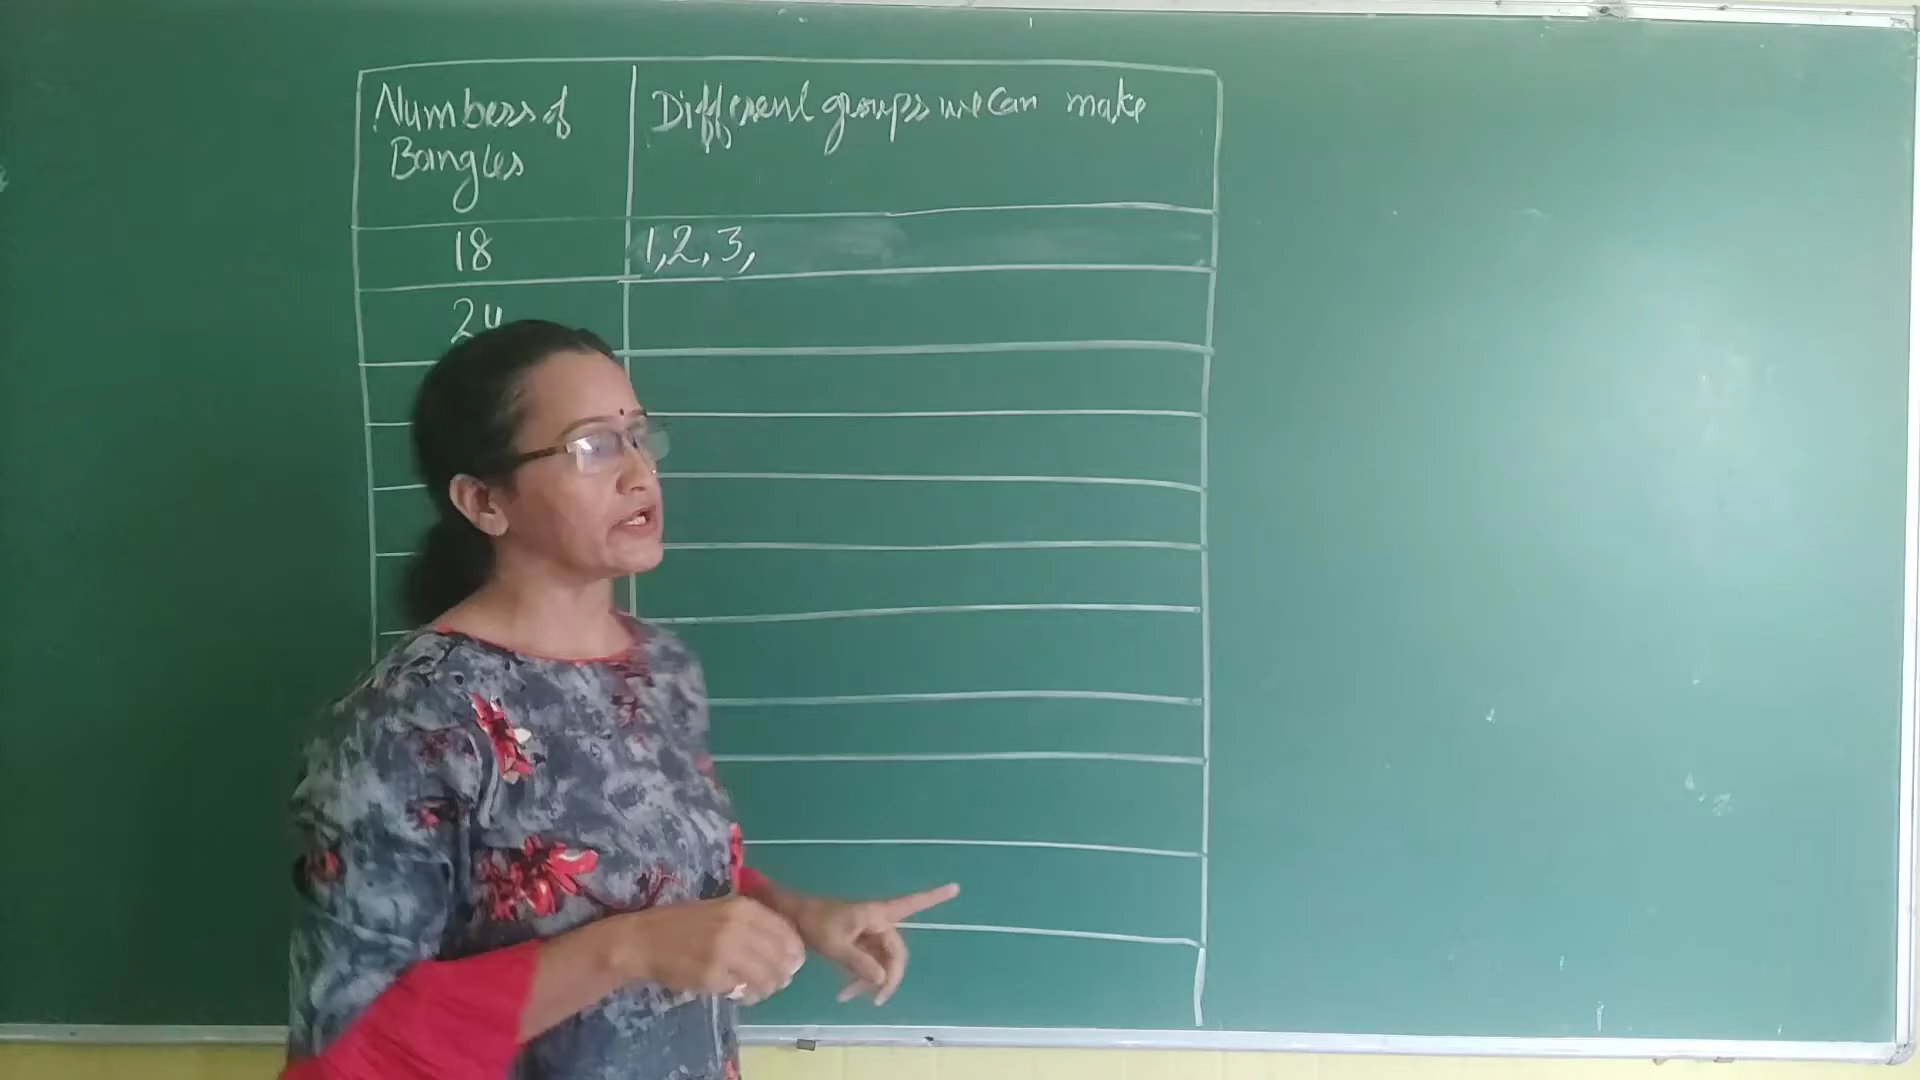 Numbers of
Bangles
Different groups we can make
18
1, 2, 3,
24